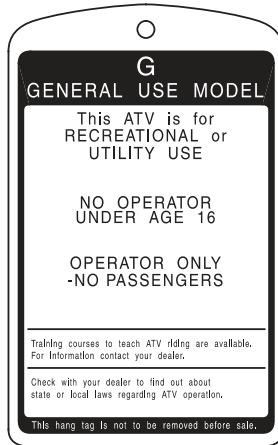 G
GENERAL USE MODEL
This ATV is for
RECREATIONAL or
UTILITY USE
NO OPERATOR
UNDER AGE 16
OPERATOR ONLY
-NO PASSENGERS
Training courses to teach ATV riding are available.
For Information contact your dealer.
Check with your dealer to find out about
state or local laws regarding ATV operation.
This hang tag is not to be removed before sale.